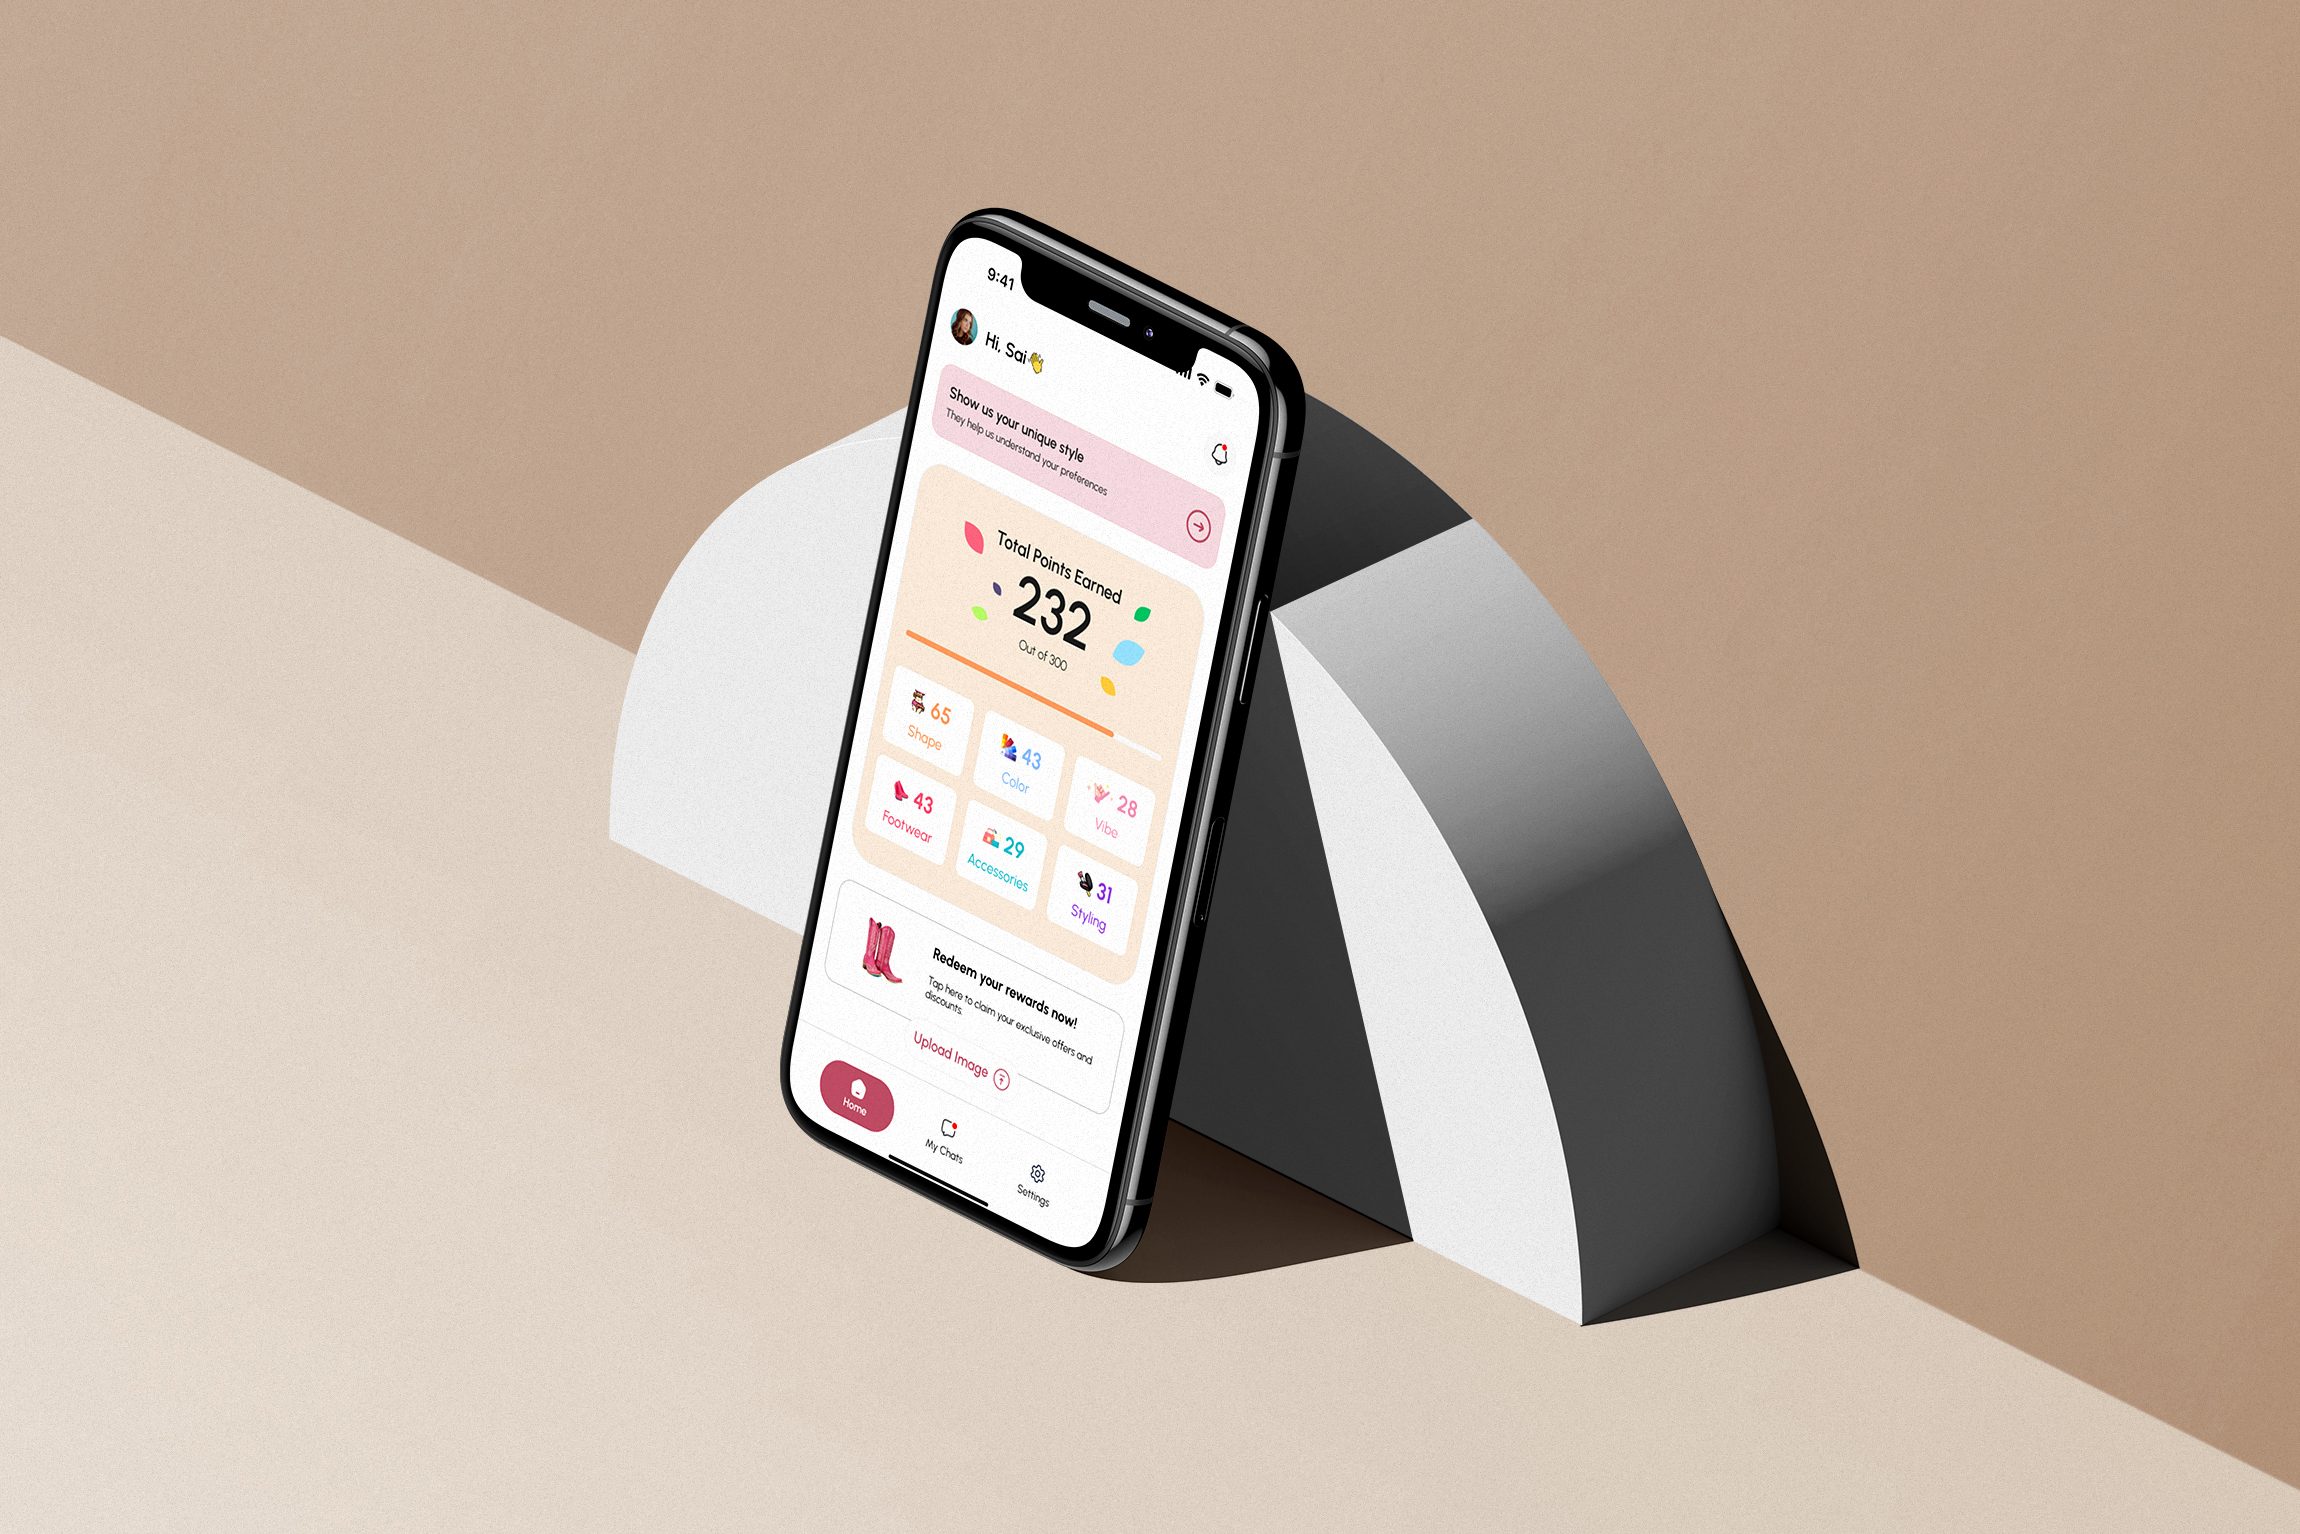 9:41
Hi, Sai👋
Show us your unique style
They help us understand your preferences
Total Points Earned
232
Out of 300
65
Shape
43
Color
28
Vibe
43
Footwear
29
Accessories
31
Styling
Redeem your rewards now!
Tap here to claim your exclusive offers and
discounts.
Upload Image
Home
My Chats
Settings